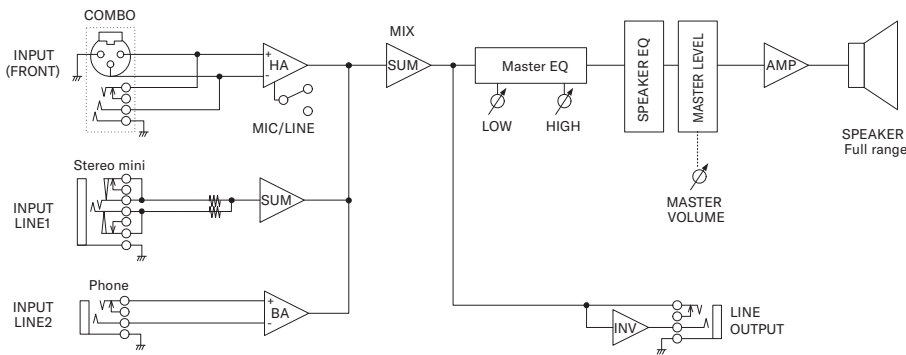 COMBO
INPUT
(FRONT)
+
-
HA
MIC/LINE
MIX
SUM
Master EQ
LOW
HIGH
SPEAKER EQ
MASTER LEVEL
MASTER
VOLUME
AMP
SPEAKER
Full range
Stereo mini
INPUT
LINE1
SUM
Phone
INPUT
LINE2
+
-
BA
INV
LINE
OUTPUT